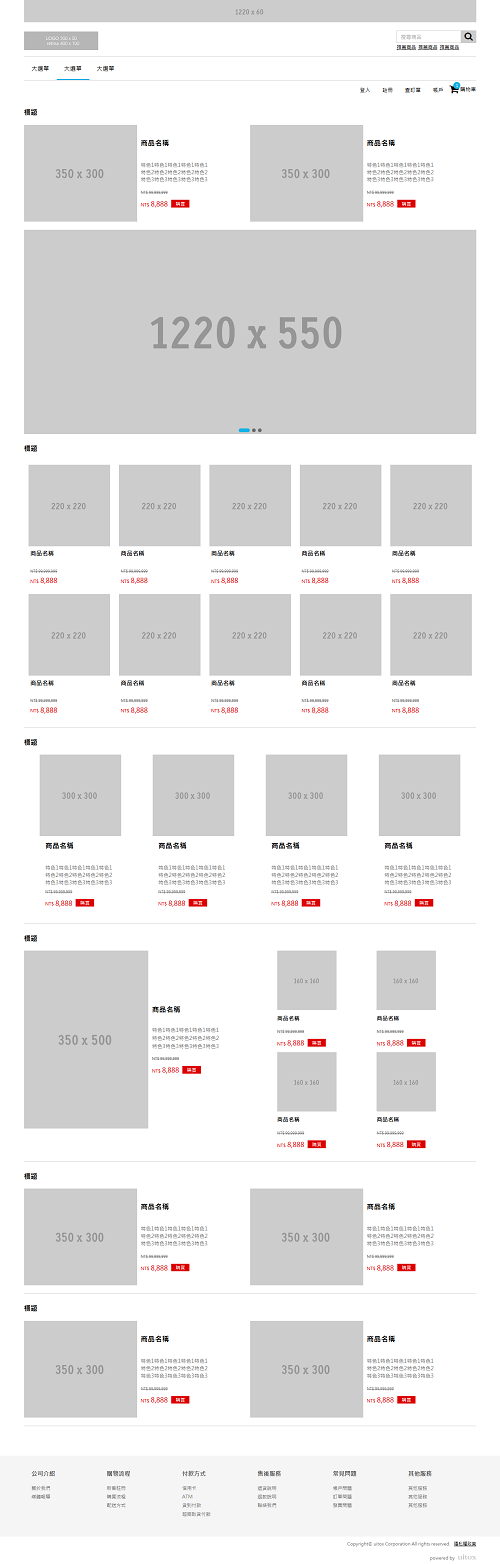 1220 x 60
搜尋商品
推薦商品 推薦商品 推薦商品
大選單 大選單 大選單
登入 註冊 查訂單 帳戶 購物車
標題
商品名稱 商品名稱
350 x 300 350 x 300
特色1特色1特色1特色1特色1 特色1特色1特色1特色1特色1
特色2特色2特色2特色2特色2 特色2特色2特色2特色2特色2
特色3特色3特色3特色3特色3 特色3特色3特色3特色3特色3
NT$ 99,999,999 NT$ 99,999,999
NT$ 8,888 購買 NT$ 8,888 購買
1220 x 550
標題
220 x 220 220 x 220 220 x 220 220 x 220 220 x 220
商品名稱 商品名稱 商品名稱 商品名稱 商品名稱
NT$ 99,999,999 NT$ 99,999,999 NT$ 99,999,999 NT$ 99,999,999 NT$ 99,999,999
NT$ 8,888 NT$ 8,888 NT$ 8,888 NT$ 8,888 NT$ 8,888
220 x 220 220 x 220 220 x 220 220 x 220 220 x 220
商品名稱 商品名稱 商品名稱 商品名稱 商品名稱
NT$ 99,999,999 NT$ 99,999,999 NT$ 99,999,999 NT$ 99,999,999 NT$ 99,999,999
NT$ 8,888 NT$ 8,888 NT$ 8,888 NT$ 8,888 NT$ 8,888
標題
300 x 300 300 x 300 300 x 300 300 x 300
商品名稱 商品名稱 商品名稱 商品名稱
特色1特色1特色1特色1特色1 特色1特色1特色1特色1特色1 特色1特色1特色1特色1特色1 特色1特色1特色1特色1特色1
特色2特色2特色2特色2特色2 特色2特色2特色2特色2特色2 特色2特色2特色2特色2特色2 特色2特色2特色2特色2特色2
特色3特色3特色3特色3特色3 特色3特色3特色3特色3特色3 特色3特色3特色3特色3特色3 特色3特色3特色3特色3特色3
NT$ 99,999,999 NT$ 99,999,999 NT$ 99,999,999 NT$ 99,999,999
NT$ 8,888 購買 NT$ 8,888 購買 NT$ 8,888 購買 NT$ 8,888 購買
標題
350 x 500
商品名稱
特色1特色1特色1特色1特色1
特色2特色2特色2特色2特色2
特色3特色3特色3特色3特色3
NT$ 99,999,999
NT$ 8,888 購買
160 x 160 160 x 160
商品名稱 商品名稱
NT$ 99,999,999 NT$ 99,999,999
NT$ 8,888 購買 NT$ 8,888 購買
160 x 160 160 x 160
商品名稱 商品名稱
NT$ 99,999,999 NT$ 99,999,999
NT$ 8,888 購買 NT$ 8,888 購買
標題
商品名稱 商品名稱
350 x 300 350 x 300
特色1特色1特色1特色1特色1 特色1特色1特色1特色1特色1
特色2特色2特色2特色2特色2 特色2特色2特色2特色2特色2
特色3特色3特色3特色3特色3 特色3特色3特色3特色3特色3
NT$ 99,999,999 NT$ 99,999,999
NT$ 8,888 購買 NT$ 8,888 購買
標題
商品名稱 商品名稱
350 x 300 350 x 300
特色1特色1特色1特色1特色1 特色1特色1特色1特色1特色1
特色2特色2特色2特色2特色2 特色2特色2特色2特色2特色2
特色3特色3特色3特色3特色3 特色3特色3特色3特色3特色3
NT$ 99,999,999 NT$ 99,999,999
NT$ 8,888 購買 NT$ 8,888 購買
公司介紹 購買流程 付款方式 售後服務 常見問題 其他服務
關於我們 新會註冊 信用卡 退貨說明 帳戶問題 其他服務
媒體報導 購買流程 ATM 退款說明 訂單問題 其他服務
配送方式 貨到付款 聯絡我們 發票問題 其他服務
超商取貨付款
Copyright© uitox Corporation All rights reserved. 隱私權政策
powered by uitox